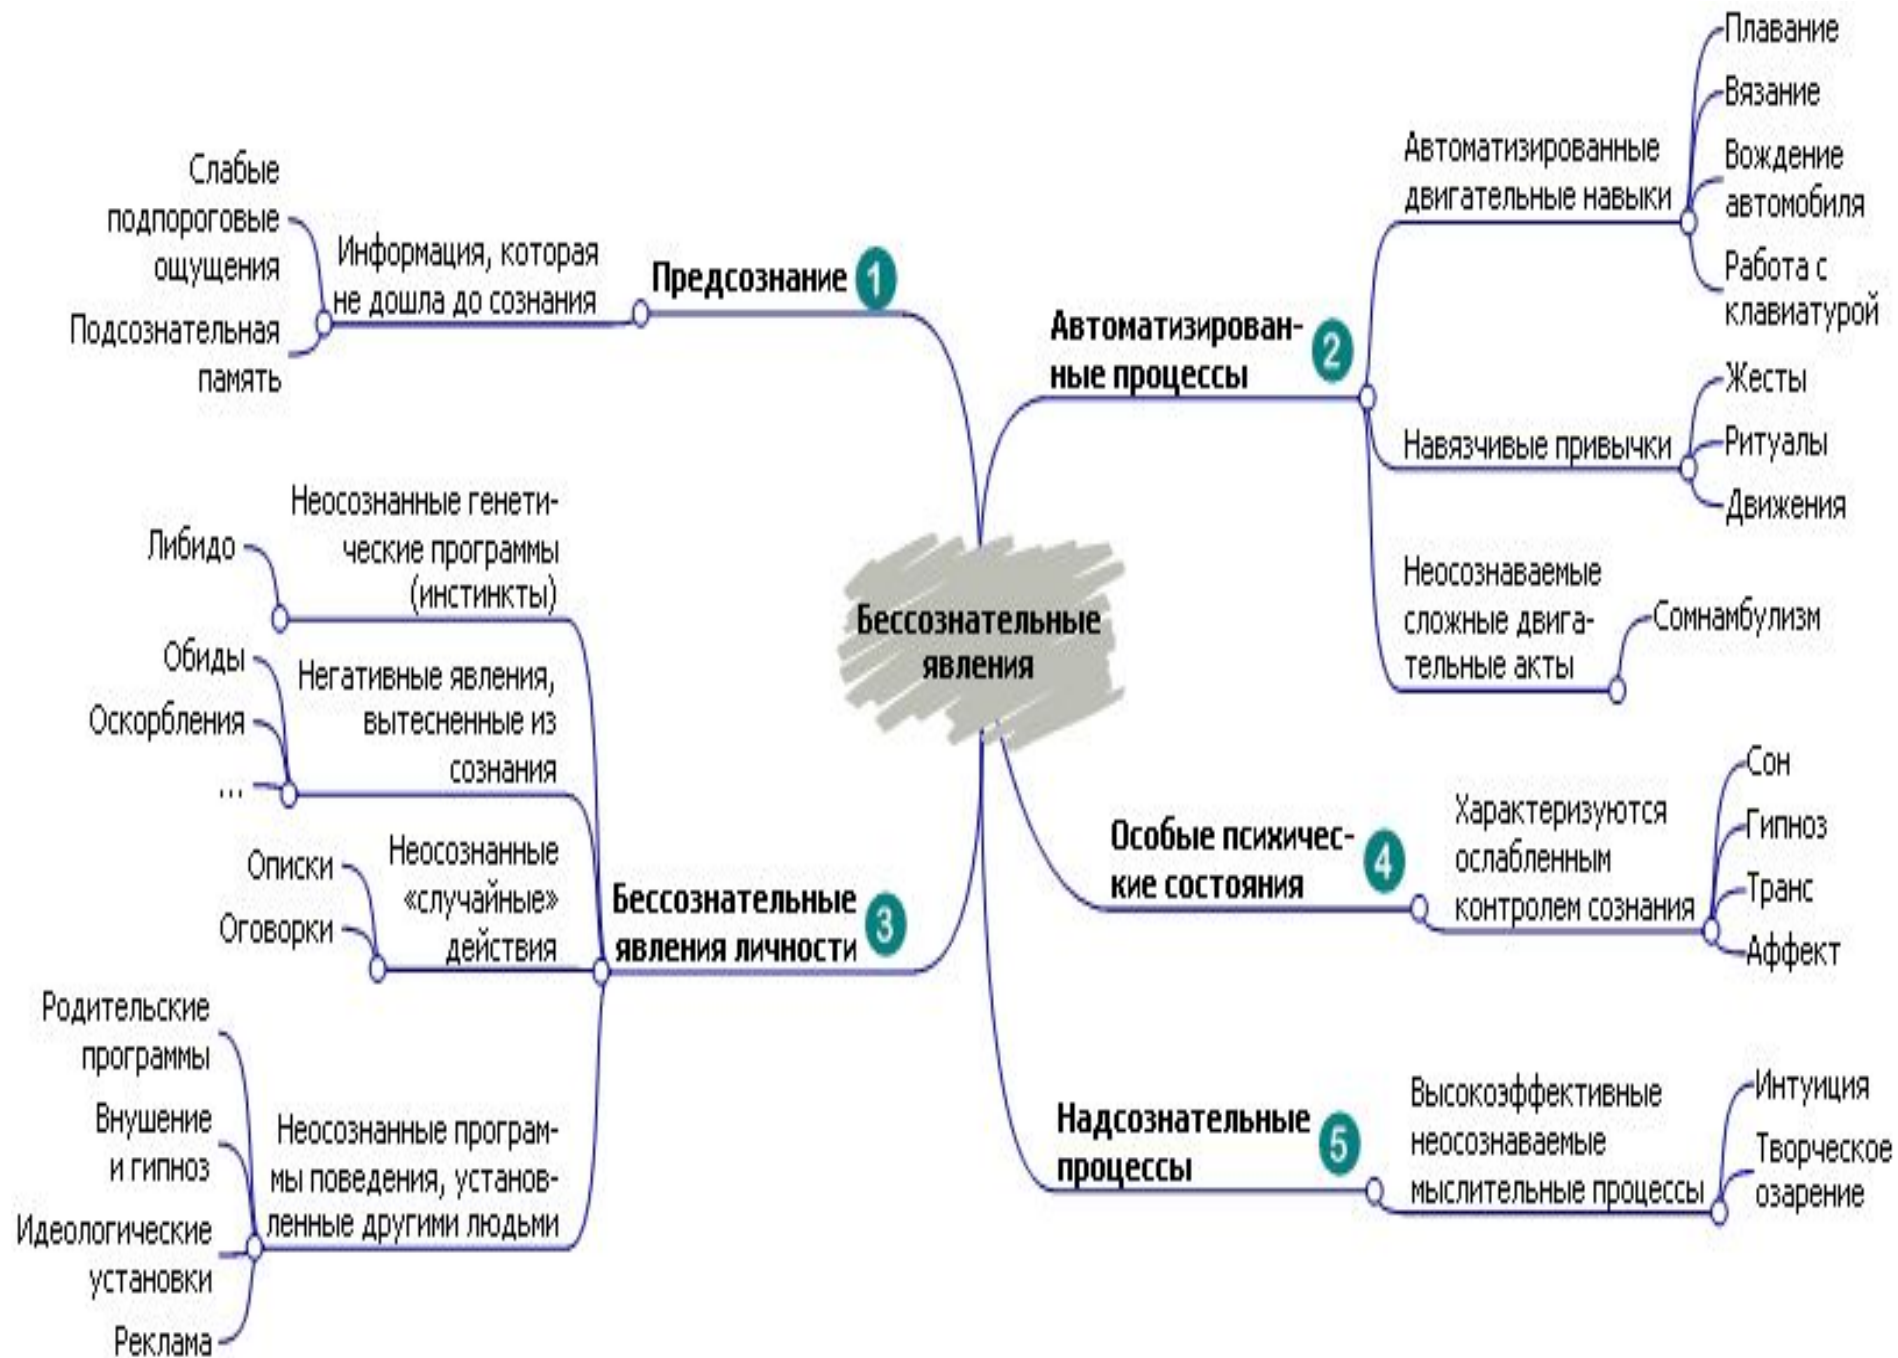 Бессознательные
явления
Предсознание 1
Информация, которая
не дошла до сознания
Слабые
подпороговые
ощущения
Подсознательная
память
Автоматизирован-
ные процессы 2
Автоматизированные
двигательные навыки
Плавание
Вязание
Вождение
автомобиля
Работа с
клавиатурой
Навязчивые привычки
Жесты
Ритуалы
Движения
Неосознаваемые
сложные двига-
тельные акты
Сомнамбулизм
Бессознательные
явления личности 3
Неосознанные генети-
ческие программы
(инстинкты)
Либидо
Негативные явления,
вытесненные из
сознания
Обиды
Оскорбления
...
Неосознанные
«случайные»
действия
Описки
Оговорки
Неосознанные програм-
мы поведения, установ-
ленные другими людьми
Родительские
программы
Внушение
и гипноз
Идеологические
установки
Реклама
Особые психичес-
кие состояния 4
Характеризуются
ослабленным
контролем сознания
Сон
Гипноз
Транс
Аффект
Надсознательные
процессы 5
Высокоэффективные
неосознаваемые
мыслительные процессы
Интуиция
Творческое
озарение